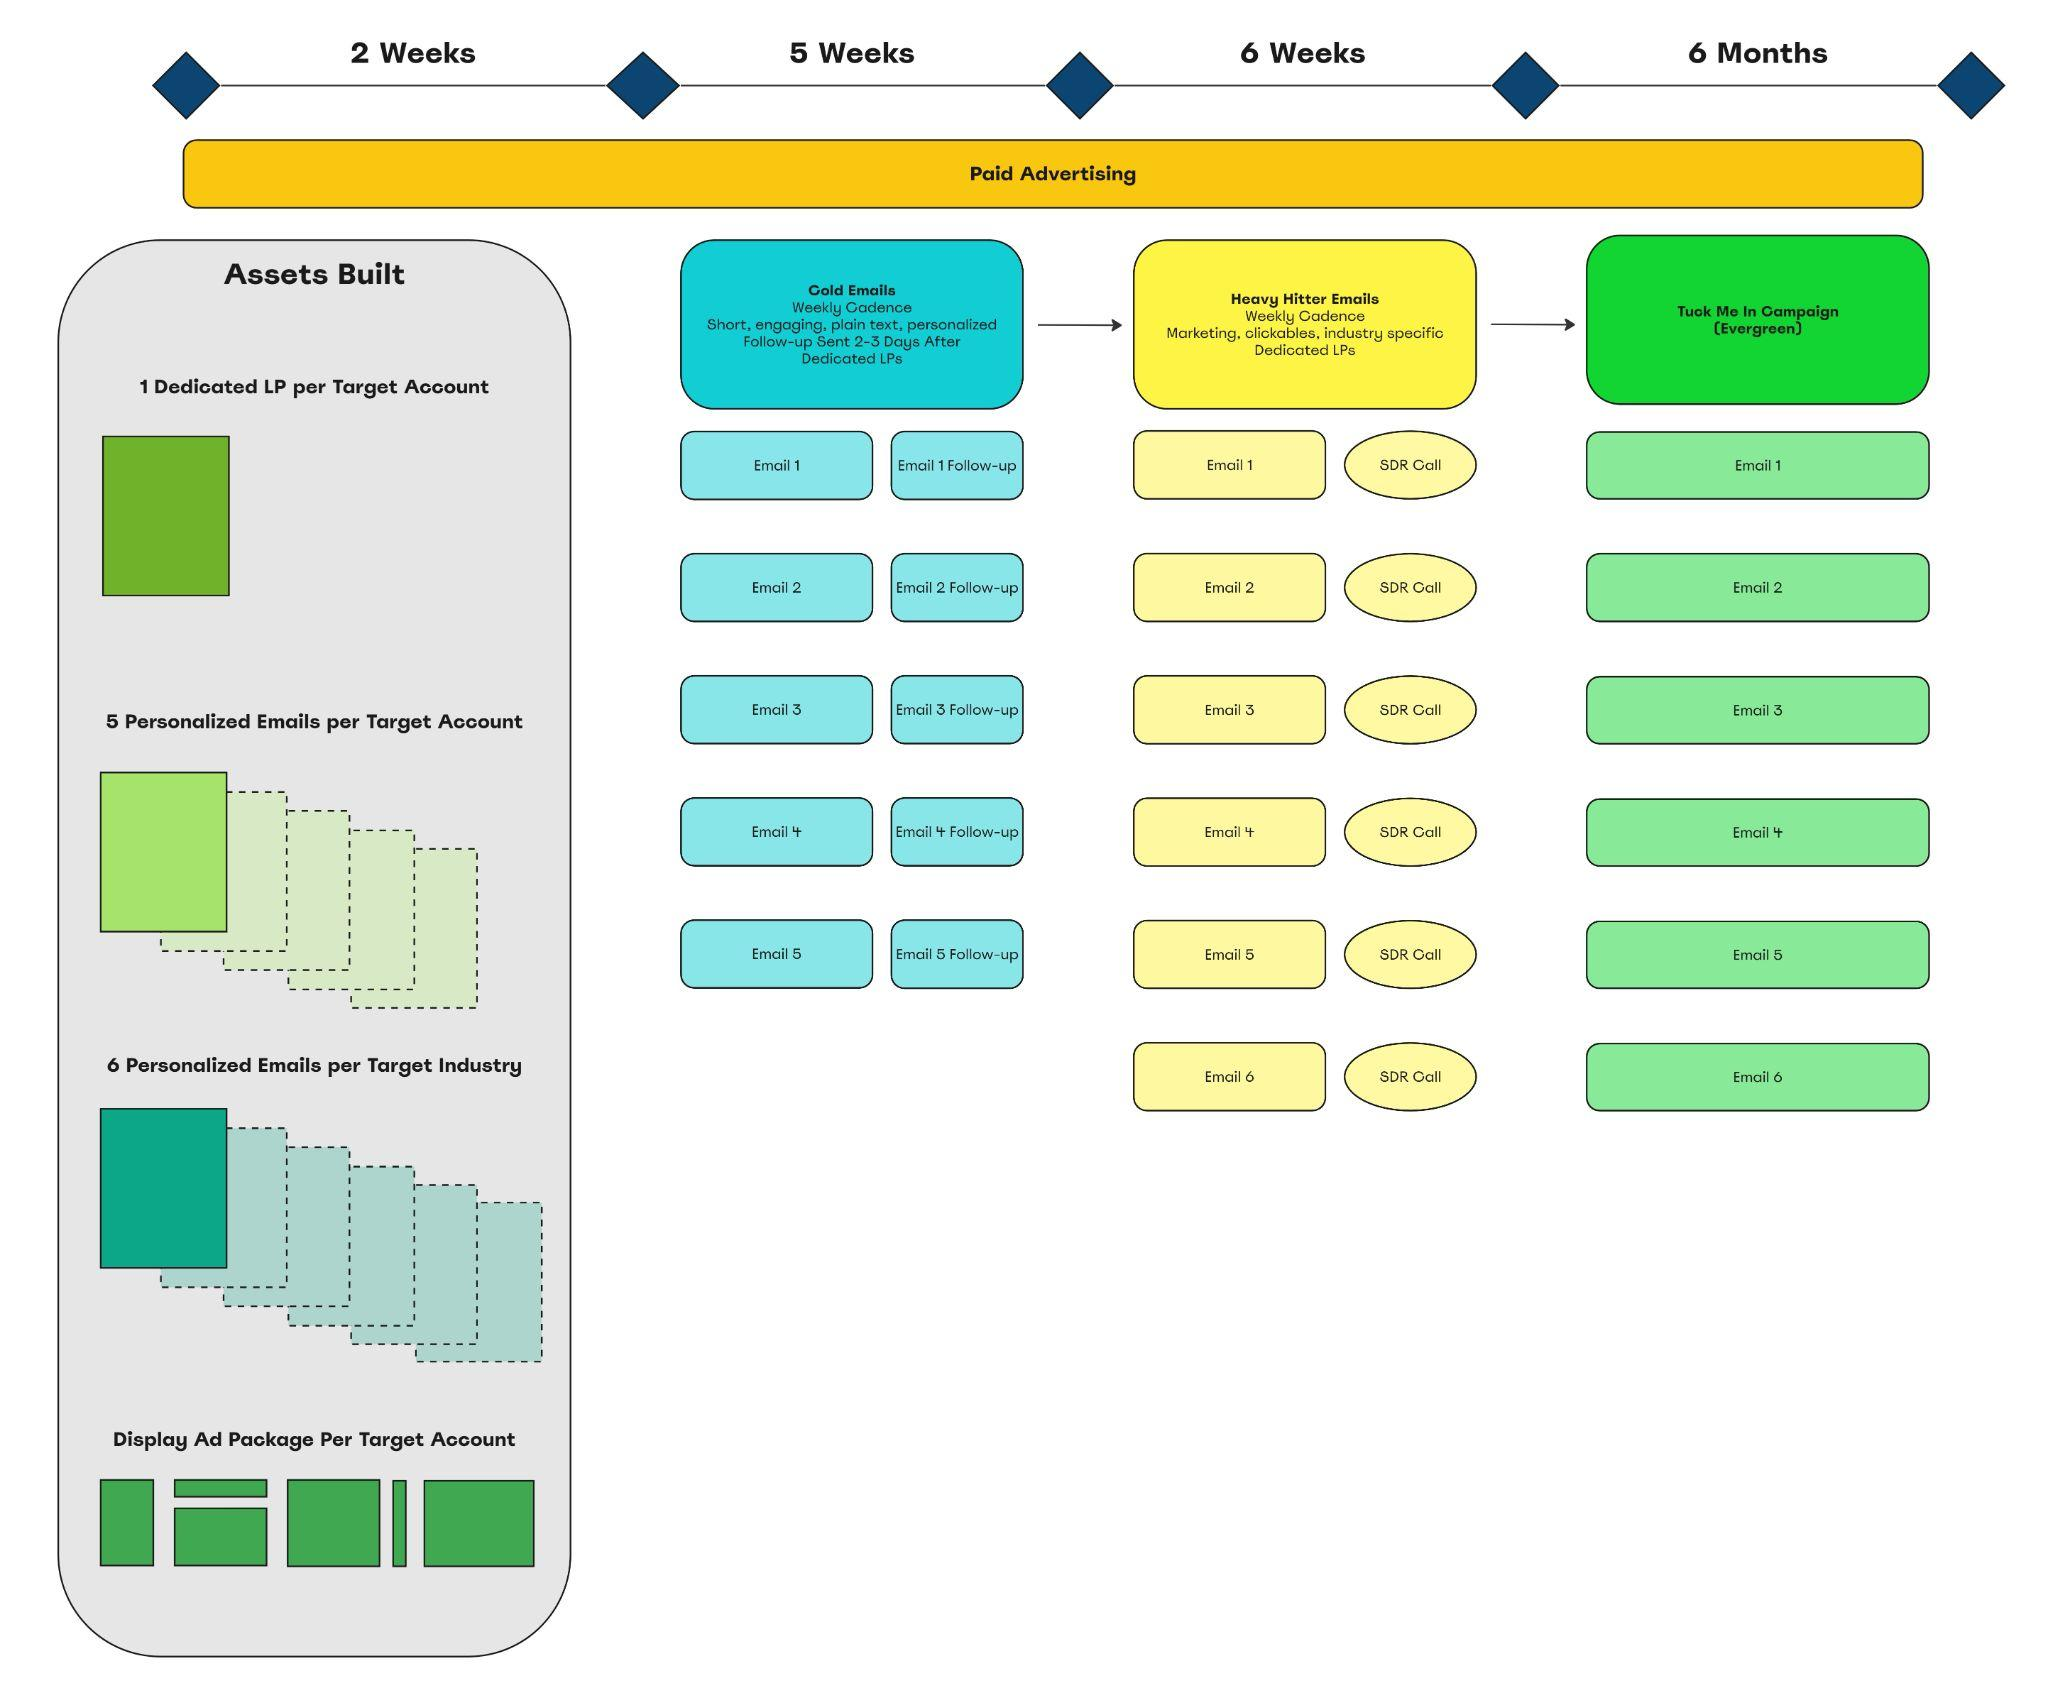 2 Weeks
5 Weeks
6 Weeks
6 Months
Paid Advertising
Assets Built
1 Dedicated LP per Target Account
5 Personalized Emails per Target Account
6 Personalized Emails per Target Industry
Display Ad Package Per Target Account
Cold Emails
Weekly Cadence
Short, engaging, plain text, personalized
Follow-up Sent 2-3 Days After
Dedicated LPs
Email 1
Email 1 Follow-up
Email 2
Email 2 Follow-up
Email 3
Email 3 Follow-up
Email 4
Email 4 Follow-up
Email 5
Email 5 Follow-up
Heavy Hitter Emails
Weekly Cadence
Marketing, clickables, industry specific
Dedicated LPs
Email 1
SDR Call
Email 2
SDR Call
Email 3
SDR Call
Email 4
SDR Call
Email 5
SDR Call
Email 6
SDR Call
Tuck Me In Campaign
(Evergreen)
Email 1
Email 2
Email 3
Email 4
Email 5
Email 6